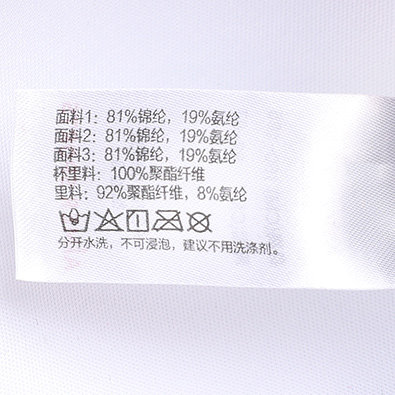 面料1：81%锦纶，19%氨纶
面料2：81%锦纶，19%氨纶
面料3：81%锦纶，19%氨纶
杯里料：100%聚酯纤维
里料：92%聚酯纤维，8%氨纶
分开水洗，不可浸泡，建议不用洗涤剂。